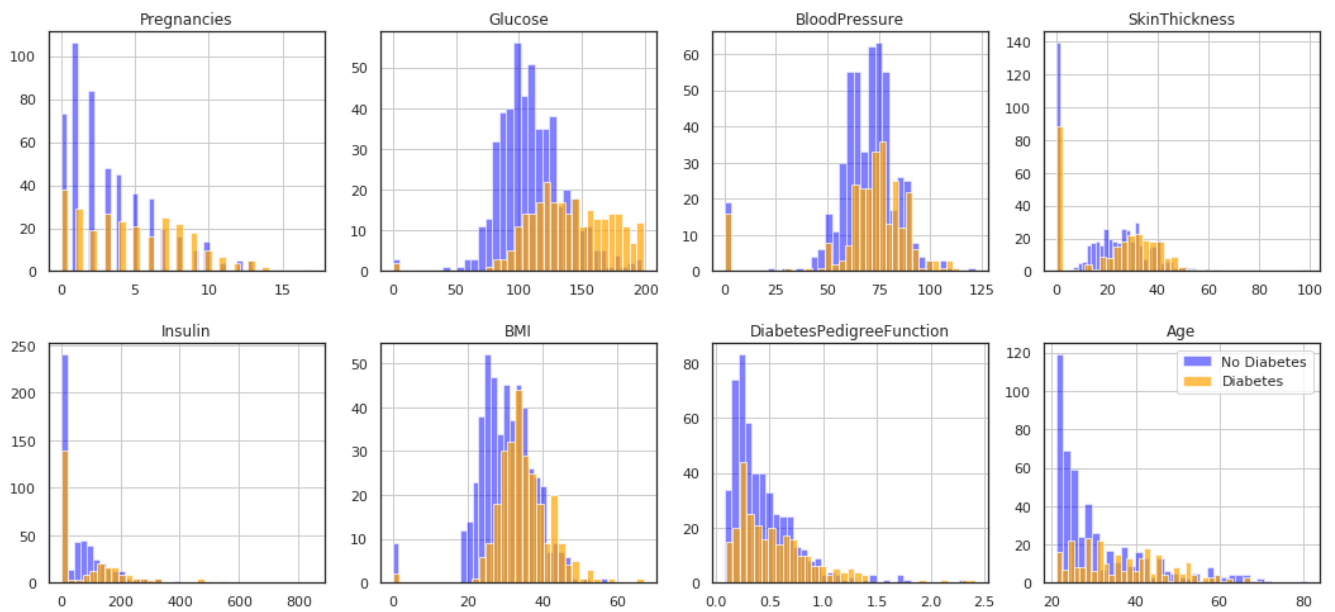 Pregnancies
100
80
60
40
20
0
0 5 10 15
Glucose
50
40
30
20
10
0
0 50 100 150 200
BloodPressure
60
50
40
30
20
10
0
0 25 50 75 100 125
SkinThickness
140
120
100
80
60
40
20
0
0 20 40 60 80 100
Insulin
250
200
150
100
50
0
0 200 400 600 800
BMI
50
40
30
20
10
0
0 20 40 60
DiabetesPedigreeFunction
80
60
40
20
0
0.0 0.5 1.0 1.5 2.0 2.5
Age
No Diabetes
Diabetes
120
100
80
60
40
20
0
20 40 60 80